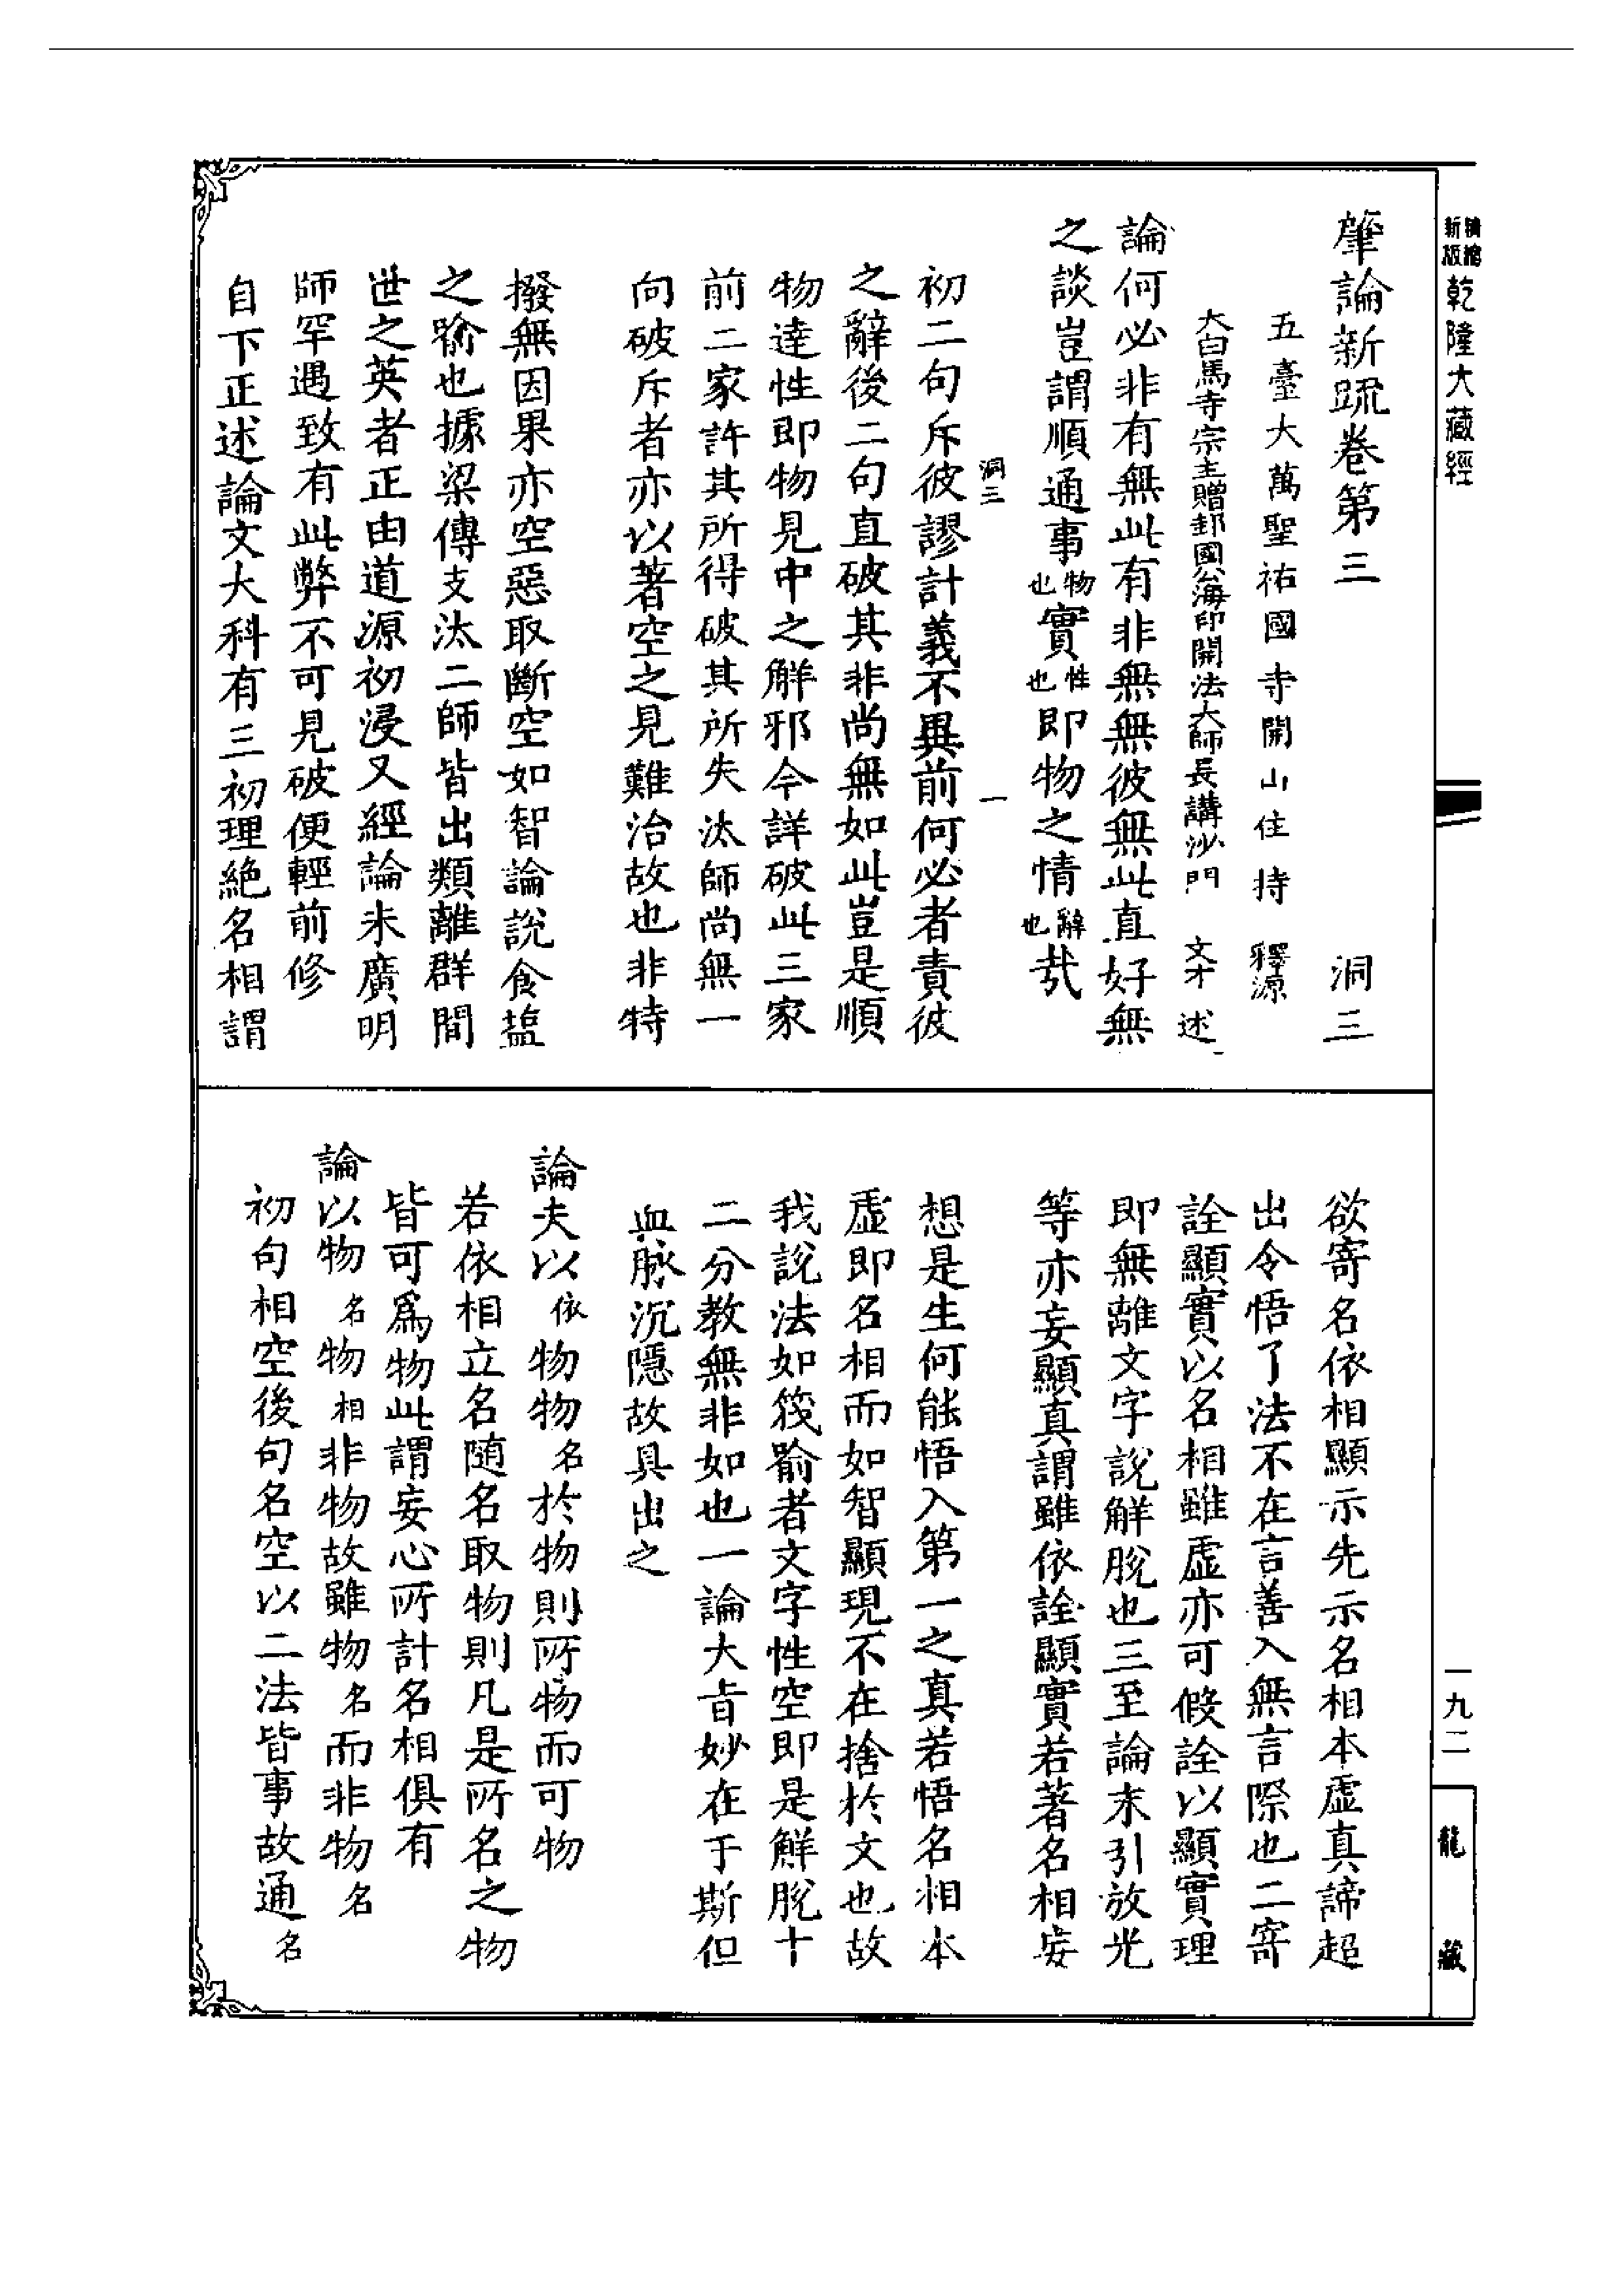 精縮新版乾隆大藏經
肇論新疏卷第三　洞三
五臺大萬聖祐國寺開山住持　釋源
大白馬寺宗主贈邽國公海印開法大師長講沙門　文才　述
論何必非有無此有非無無彼無此直好無
之談豈謂順通事物也實性也即物之情辭也哉
洞三　一
初二句斥彼謬計義不異前何必者責彼
之辭後二句直破其非尚無如此豈是順
物達性即物見中之解邪今詳破此三家
前二家許其所得破其所失汰師尚無一
向破斥者亦以著空之見難治故也非特
撥無因果亦空惡取斷空如智論說食鹽
之喻也據梁傳支汰二師皆出類離群間
世之英者正由道源初浸又經論未廣明
師罕遇致有此弊不可見破便輕前修
自下正述論文大科有三初理絶名相謂
欲寄名依相顯示先示名相本虛真諦超
出令悟了法不在言善入無言際也二寄
詮顯實以名相雖虛亦可假詮以顯實理
即無離文字說解脫也三至論末引放光
等亦妄顯真謂雖依詮顯實若著名相妄
想是生何能悟入第一之真若悟名相本
虛即名相而如智顯現不在捨於文也故
我說法如筏喻者文字性空即是解脫十
二分教無非如也一論大旨妙在于斯但
血脉沉隱故具出之
論夫以依物物名於物則所物而可物
若依相立名隨名取物則凡是所名之物
皆可為物此謂妄心所計名相俱有
論以物名物相非物故雖物名而非物名
初句相空後句名空以二法皆事故通名
一九二
龍藏